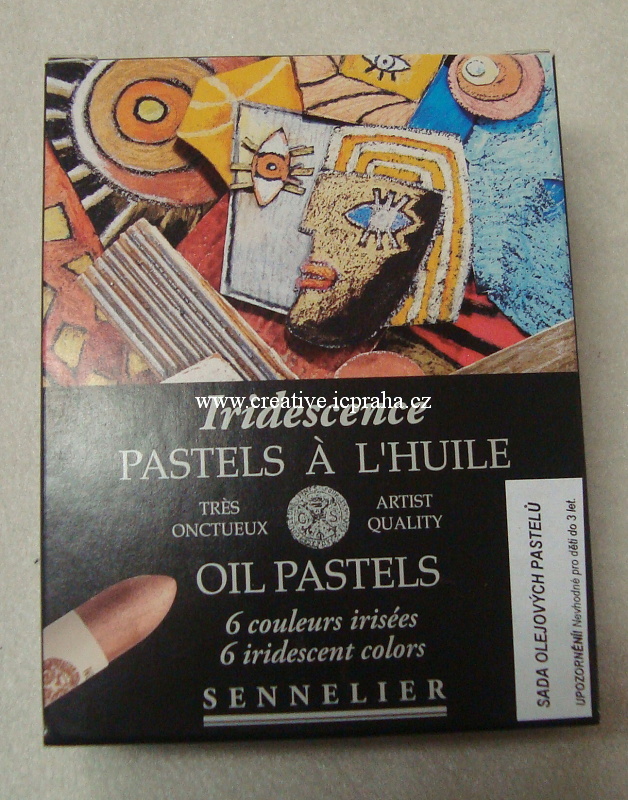 www.creative.icpraha.cz
Iridescence
PASTELS À L'HUILE
TRÈS
ONCTUEUX
ARTIST
QUALITY
OIL PASTELS
6 couleurs irisées
6 iridescent colors
SENNELIER
SADA OLEJOVÝCH PASTELŮ
UPOZORNĚNÍ! Nevhodné pro děti do 3 let.